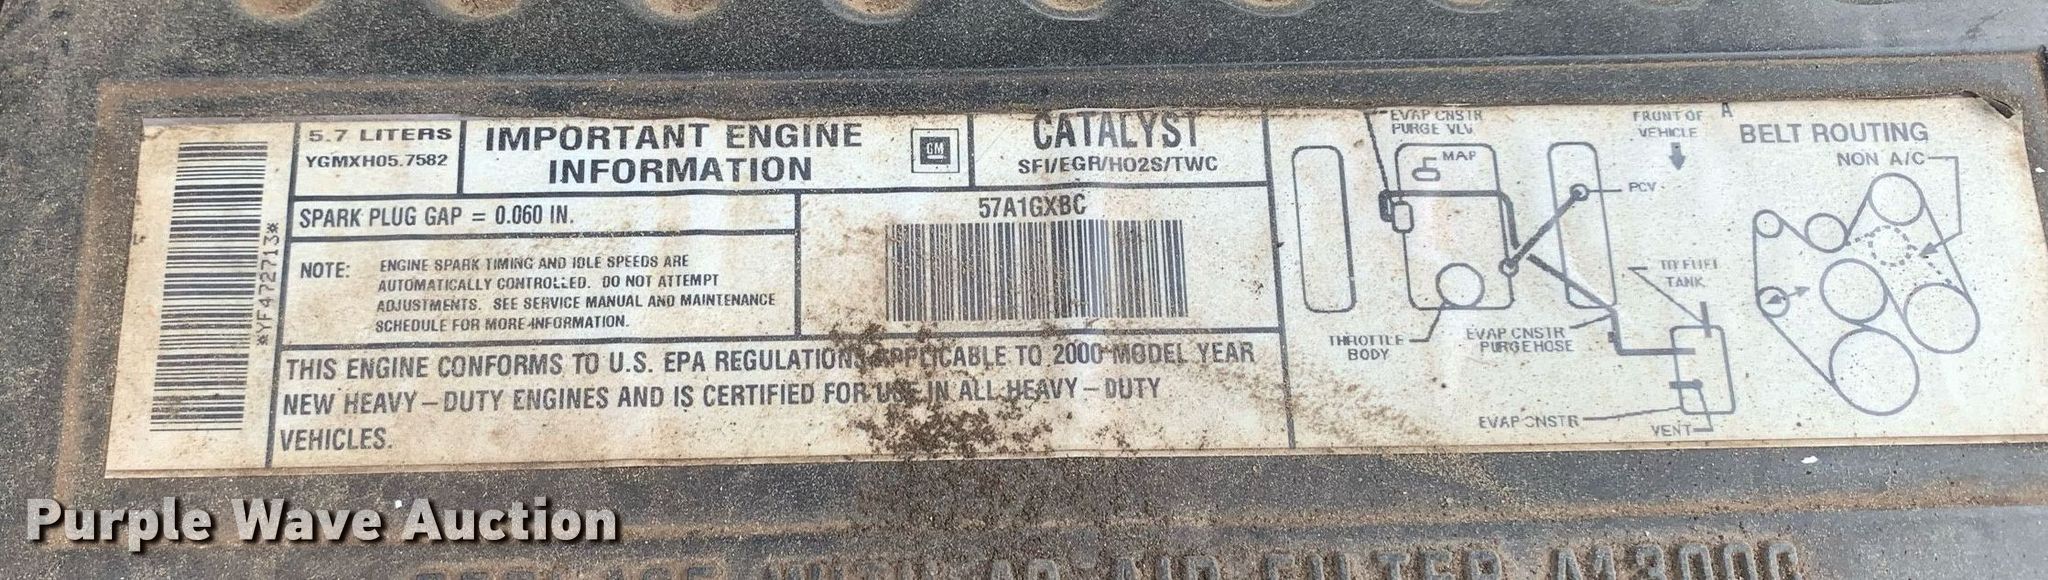 *YF472713*
5.7 LITERS
YGMXH05.7582
IMPORTANT ENGINE
INFORMATION
GM
CATALYST
SFI/EGR/HO2S/TWC
SPARK PLUG GAP = 0.060 IN.
57A1GXBC
NOTE: ENGINE SPARK TIMING AND IDLE SPEEDS ARE
AUTOMATICALLY CONTROLLED. DO NOT ATTEMPT
ADJUSTMENTS. SEE SERVICE MANUAL AND MAINTENANCE
SCHEDULE FOR MORE INFORMATION.
THIS ENGINE CONFORMS TO U.S. EPA REGULATIONS APPLICABLE TO 2000 MODEL YEAR
NEW HEAVY-DUTY ENGINES AND IS CERTIFIED FOR USE IN ALL HEAVY-DUTY
VEHICLES.
EVAP CNSTR
PURGE VLV
MAP
FRONT OF
VEHICLE
A
PCV
TO FUEL
TANK
THROTTLE
BODY
EVAP CNSTR
PURGE HOSE
EVAP CNSTR
VENT
BELT ROUTING
NON A/C
Purple Wave Auction
AIR FILTER A1300C